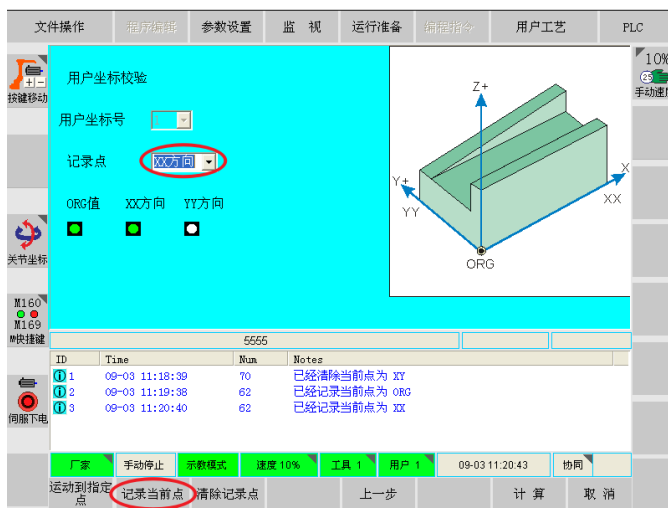 文件操作 程序编辑 参数设置 监 视 运行准备 编程指令 用户工艺 PLC
按键移动
10%
手动速度
用户坐标校验
用户坐标号 1
记录点 XX方向
ORG值 XX方向 YY方向
Z+
Y+
YY
X
XX
ORG
关节坐标
M160
M169
M快捷键
伺服下电
5555
ID Time Num Notes
1 09-03 11:18:39 70 已经清除当前点为 XY
2 09-03 11:19:38 62 已经记录当前点为 ORG
3 09-03 11:20:40 62 已经记录当前点为 XX
厂家 手动停止 示教模式 速度 10% 工具 1 用户 1 09-03 11:20:43 协同
运动到指定点 记录当前点 清除记录点 上一步 计 算 取 消